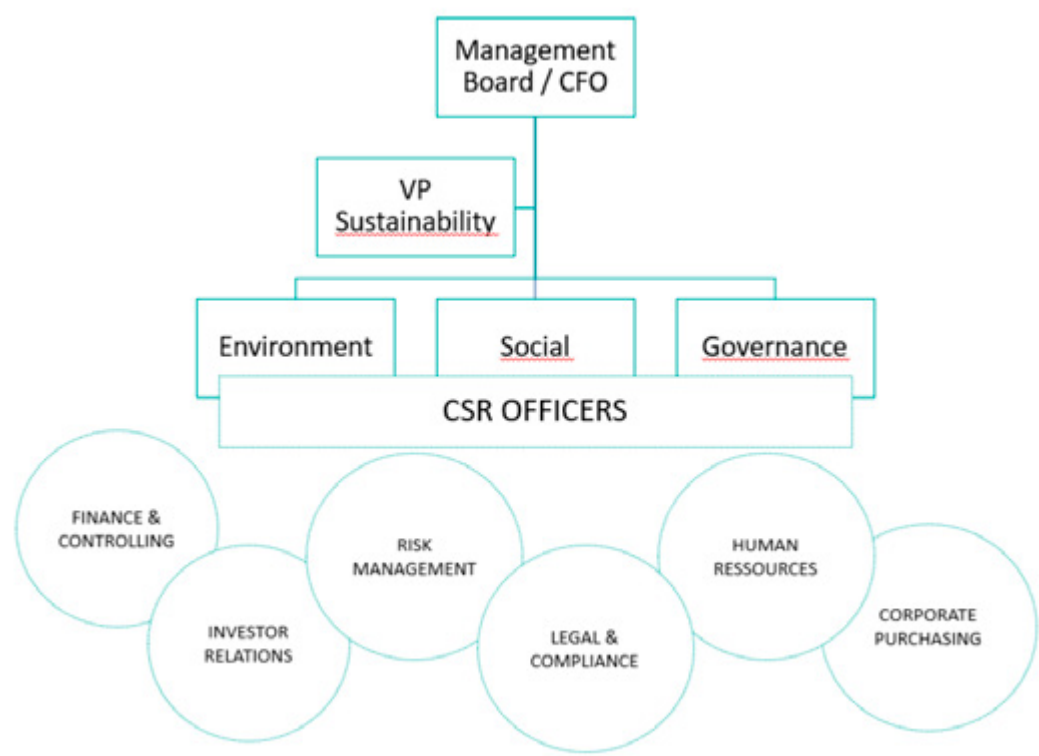 Management
Board / CFO
VP
Sustainability
Environment
Social
Governance
CSR OFFICERS
FINANCE &
CONTROLLING
INVESTOR
RELATIONS
RISK
MANAGEMENT
LEGAL &
COMPLIANCE
HUMAN
RESSOURCES
CORPORATE
PURCHASING